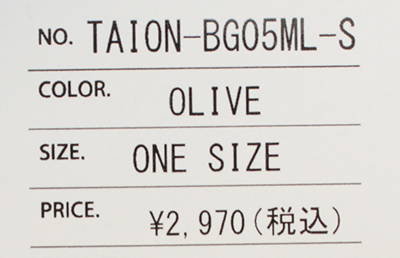 NO. TAION-BG05ML-S
COLOR. OLIVE
SIZE. ONE SIZE
PRICE. ¥2,970(税込)